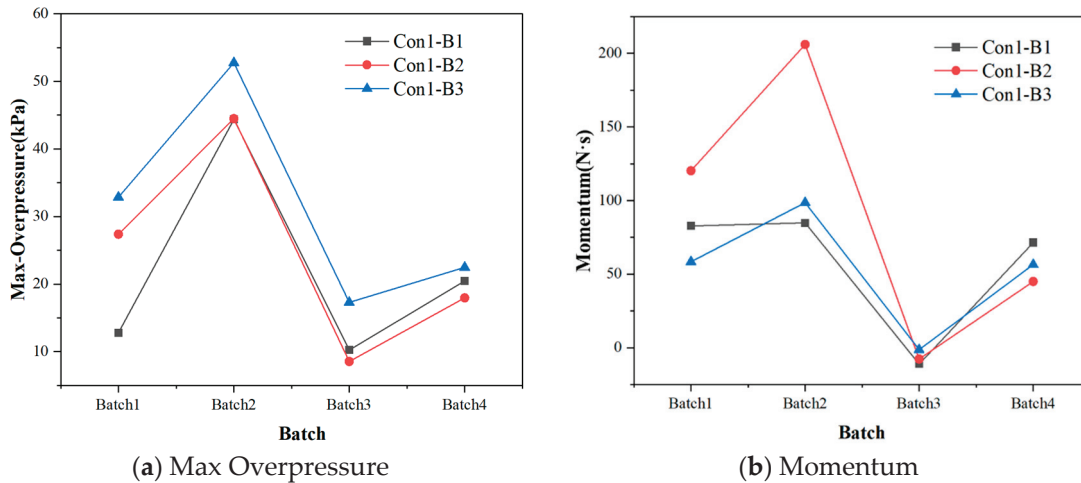 60
50
40
30
20
10
Max-Overpressure(kPa)
Con1-B1
Con1-B2
Con1-B3
Batch1
Batch2
Batch3
Batch4
Batch
(a) Max Overpressure
200
150
100
50
0
Momentum(N·s)
Con1-B1
Con1-B2
Con1-B3
Batch1
Batch2
Batch3
Batch4
Batch
(b) Momentum